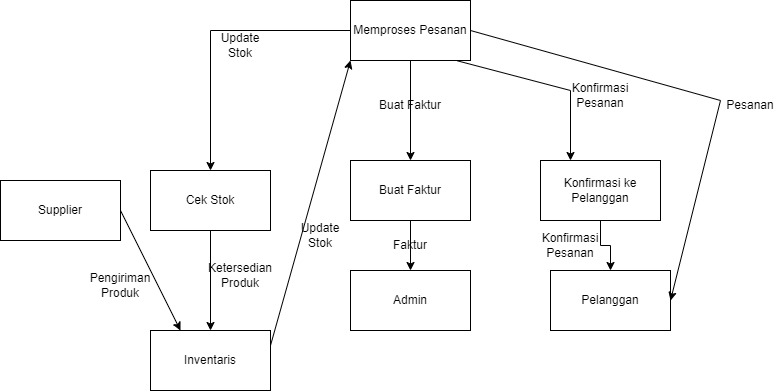 Memproses Pesanan
Update
Stok
Konfirmasi
Pesanan
Buat Faktur
Pesanan
Supplier
Cek Stok
Buat Faktur
Konfirmasi ke
Pelanggan
Update
Stok
Faktur
Konfirmasi
Pesanan
Pengiriman
Produk
Ketersedian
Produk
Admin
Pelanggan
Inventaris